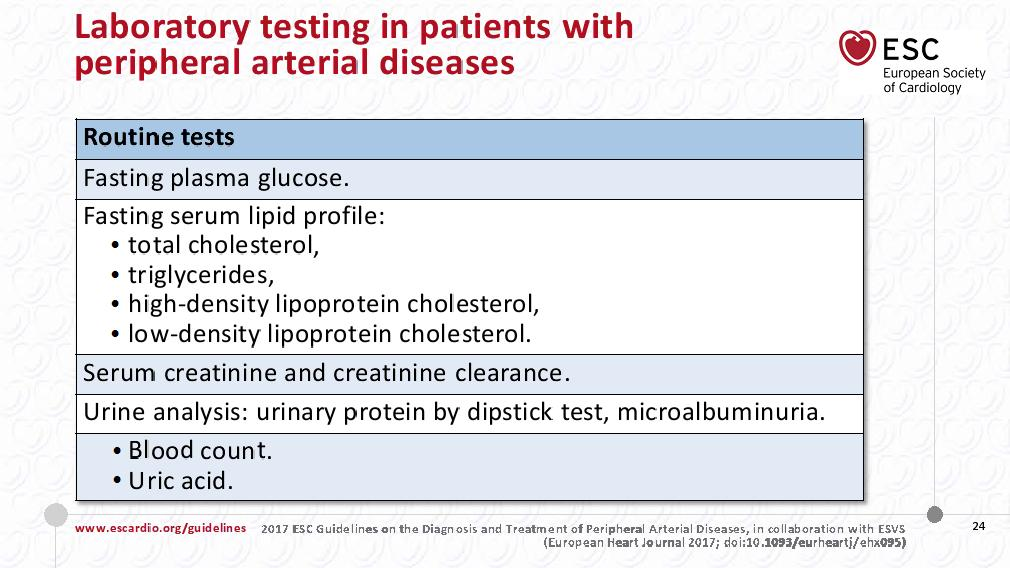 Laboratory testing in patients with
peripheral arterial diseases
ESC
European Society
of Cardiology
Routine tests
Fasting plasma glucose.
Fasting serum lipid profile:
• total cholesterol,
• triglycerides,
• high-density lipoprotein cholesterol,
• low-density lipoprotein cholesterol.
Serum creatinine and creatinine clearance.
Urine analysis: urinary protein by dipstick test, microalbuminuria.
• Blood count.
• Uric acid.
www.escardio.org/guidelines 2017 ESC Guidelines on the Diagnosis and Treatment of Peripheral Arterial Diseases, in collaboration with ESVS
(European Heart Journal 2017; doi:10.1093/eurheartj/ehx095)
24